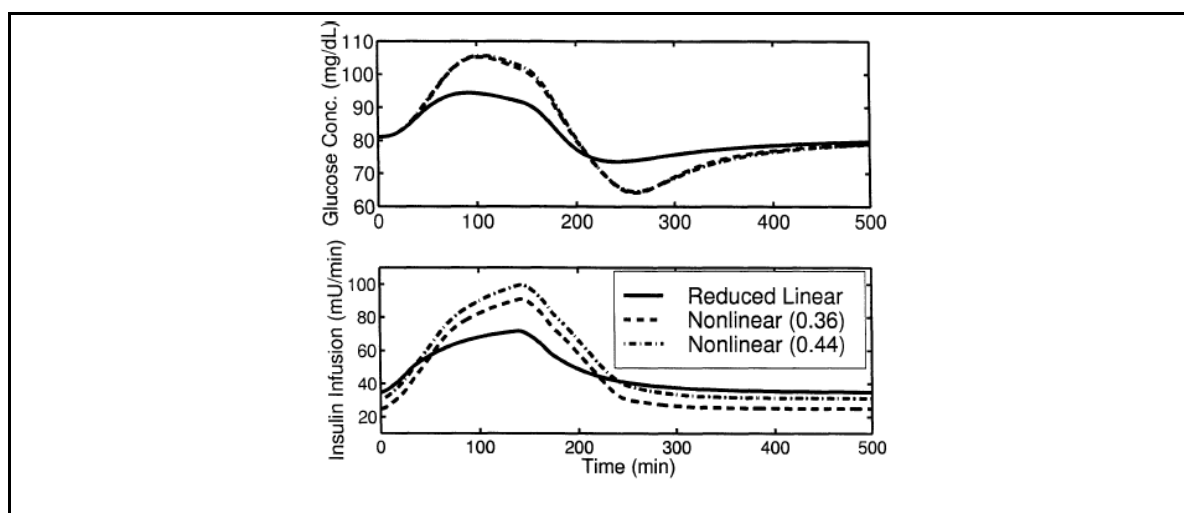 Glucose Conc. (mg/dL)
110
100
90
80
70
60
0 100 200 300 400 500
Insulin Infusion (mU/min)
100
80
60
40
20
Reduced Linear
Nonlinear (0.36)
Nonlinear (0.44)
0 100 200 300 400 500
Time (min)